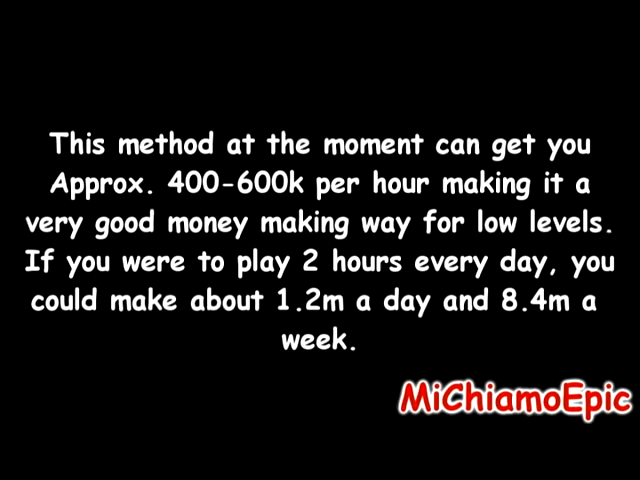 This method at the moment can get you
Approx. 400-600k per hour making it a
very good money making way for low levels.
If you were to play 2 hours every day, you
could make about 1.2m a day and 8.4m a
week.
MiChiamoEpic